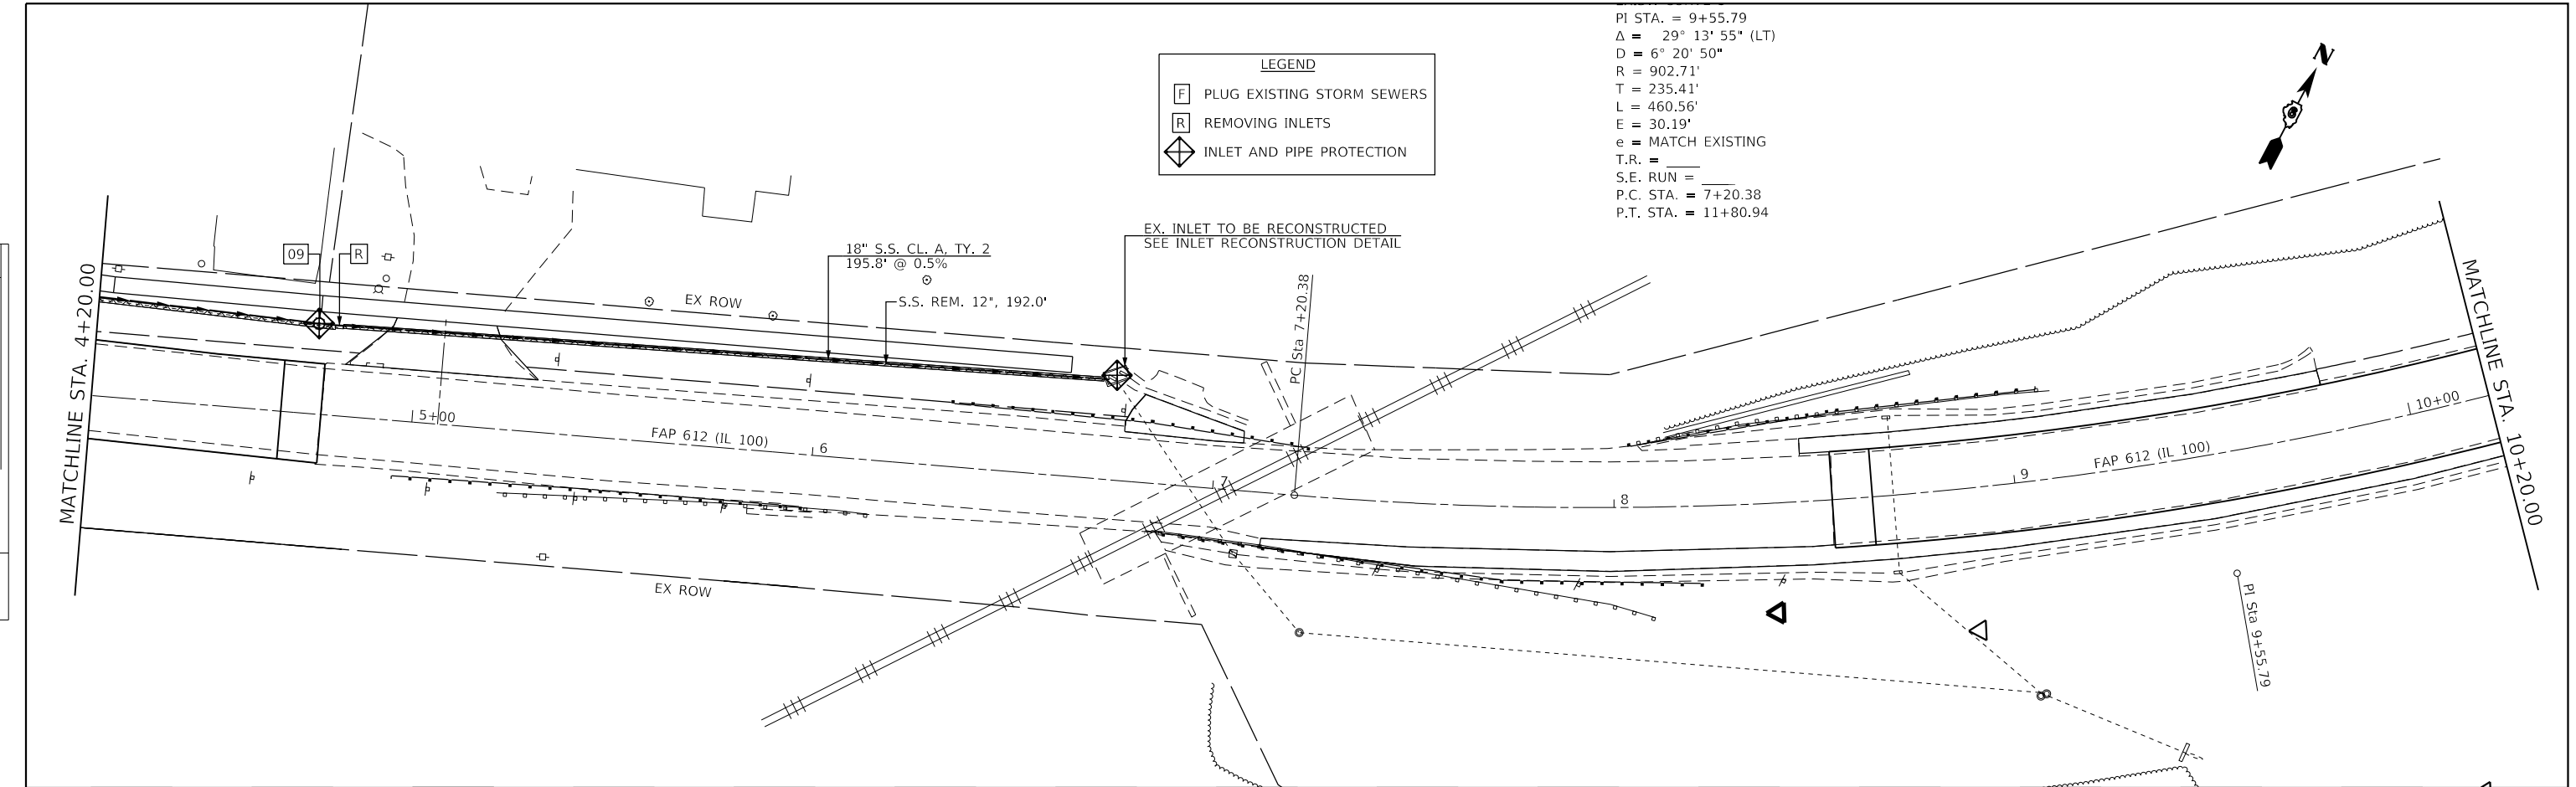 PI STA. = 9+55.79
Δ = 29° 13' 55" (LT)
D = 6° 20' 50"
R = 902.71'
T = 235.41'
L = 460.56'
E = 30.19'
e = MATCH EXISTING
T.R. = ____
S.E. RUN = ____
P.C. STA. = 7+20.38
P.T. STA. = 11+80.94
N
LEGEND
F PLUG EXISTING STORM SEWERS
R REMOVING INLETS
INLET AND PIPE PROTECTION
EX. INLET TO BE RECONSTRUCTED
SEE INLET RECONSTRUCTION DETAIL
18" S.S. CL. A, TY. 2
195.8' @ 0.5%
S.S. REM. 12", 192.0'
09
R
EX ROW
MATCHLINE STA. 4+20.00
PC Sta 7+20.38
MATCHLINE STA. 10+20.00
5+00
FAP 612 (IL 100)
6
7
8
9
FAP 612 (IL 100)
10+00
EX ROW
PI Sta 9+55.79